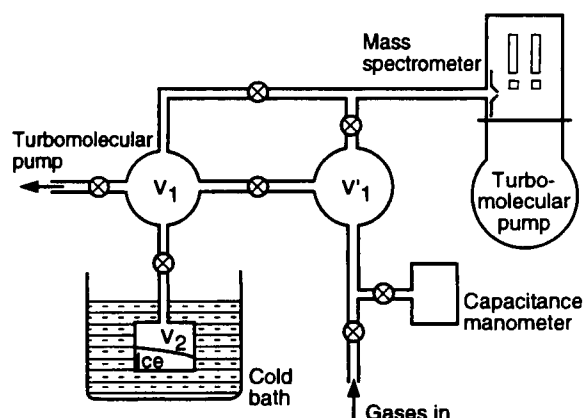 Mass
spectrometer
Turbomolecular
pump
V1
V'1
Turbo-
molecular
pump
V2
Ice
Cold
bath
Capacitance
manometer
Gases in